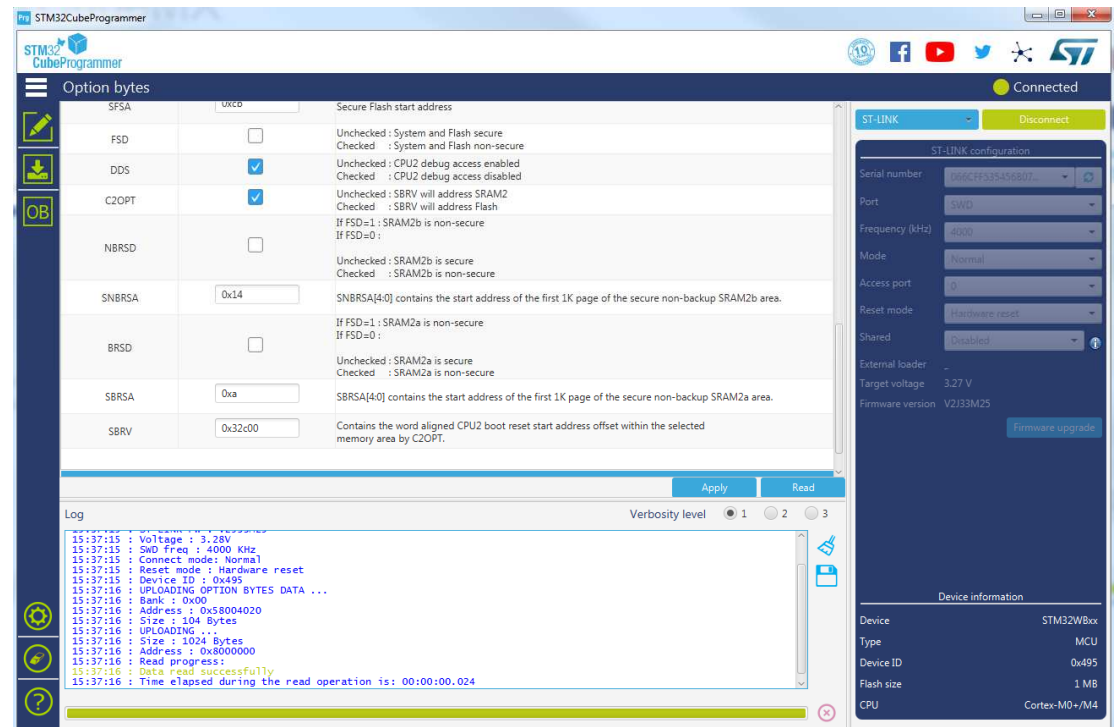 Prg STM32CubeProgrammer
STM32
CubeProgrammer
10
Option bytes
Connected
SFSA 0xcb Secure Flash start address
FSD
Unchecked : System and Flash secure
Checked : System and Flash non-secure
DDS
Unchecked : CPU2 debug access enabled
Checked : CPU2 debug access disabled
C2OPT
Unchecked : SBRV will address SRAM2
Checked : SBRV will address Flash
NBRSD
If FSD=1 : SRAM2b is non-secure
If FSD=0 :
Unchecked : SRAM2b is secure
Checked : SRAM2b is non-secure
SNBRSA 0x14 SNBRSA[4:0] contains the start address of the first 1K page of the secure non-backup SRAM2b area.
BRSD
If FSD=1 : SRAM2a is non-secure
If FSD=0 :
Unchecked : SRAM2a is secure
Checked : SRAM2a is non-secure
SBRSA 0xa SBRSA[4:0] contains the start address of the first 1K page of the secure non-backup SRAM2a area.
SBRV 0x32c00
Contains the word aligned CPU2 boot reset start address offset within the selected
memory area by C2OPT.
Apply Read
Log Verbosity level 1 2 3
15:37:15 : Voltage : 3.28V
15:37:15 : SWD freq : 4000 KHz
15:37:15 : Connect mode: Normal
15:37:15 : Reset mode : Hardware reset
15:37:15 : Device ID : 0x495
15:37:16 : UPLOADING OPTION BYTES DATA ...
15:37:16 : Bank : 0x00
15:37:16 : Address : 0x58004020
15:37:16 : Size : 104 Bytes
15:37:16 : UPLOADING ...
15:37:16 : Size : 1024 Bytes
15:37:16 : Address : 0x8000000
15:37:16 : Read progress:
15:37:16 : Data read successfully
15:37:16 : Time elapsed during the read operation is: 00:00:00.024
OB
ST-LINK Disconnect
ST-LINK configuration
Serial number 066CFF535456807...
Port SWD
Frequency (kHz) 4000
Mode Normal
Access port 0
Reset mode Hardware reset
Shared Disabled
External loader _
Target voltage 3.27 V
Firmware version V2J33M25
Firmware upgrade
Device information
Device STM32WBxx
Type MCU
Device ID 0x495
Flash size 1 MB
CPU Cortex-M0+/M4